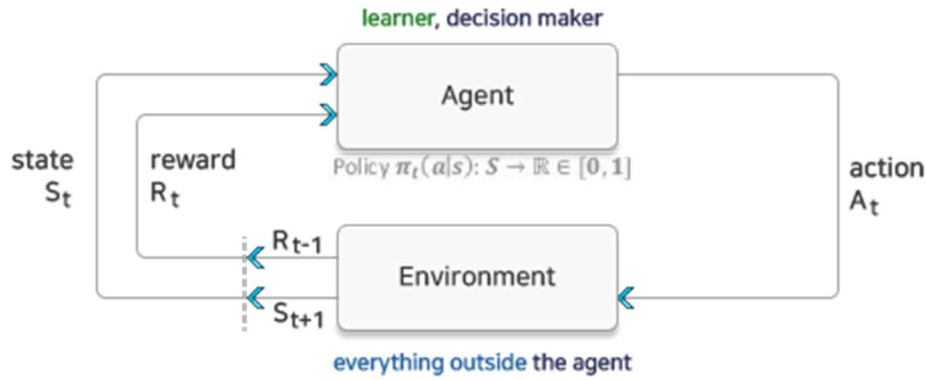 learner, decision maker
Agent
Policy πₜ(a|s): S → ℝ ∈ [0, 1]
state
Sₜ
reward
Rₜ
action
Aₜ
Rt-1
Environment
St+1
everything outside the agent